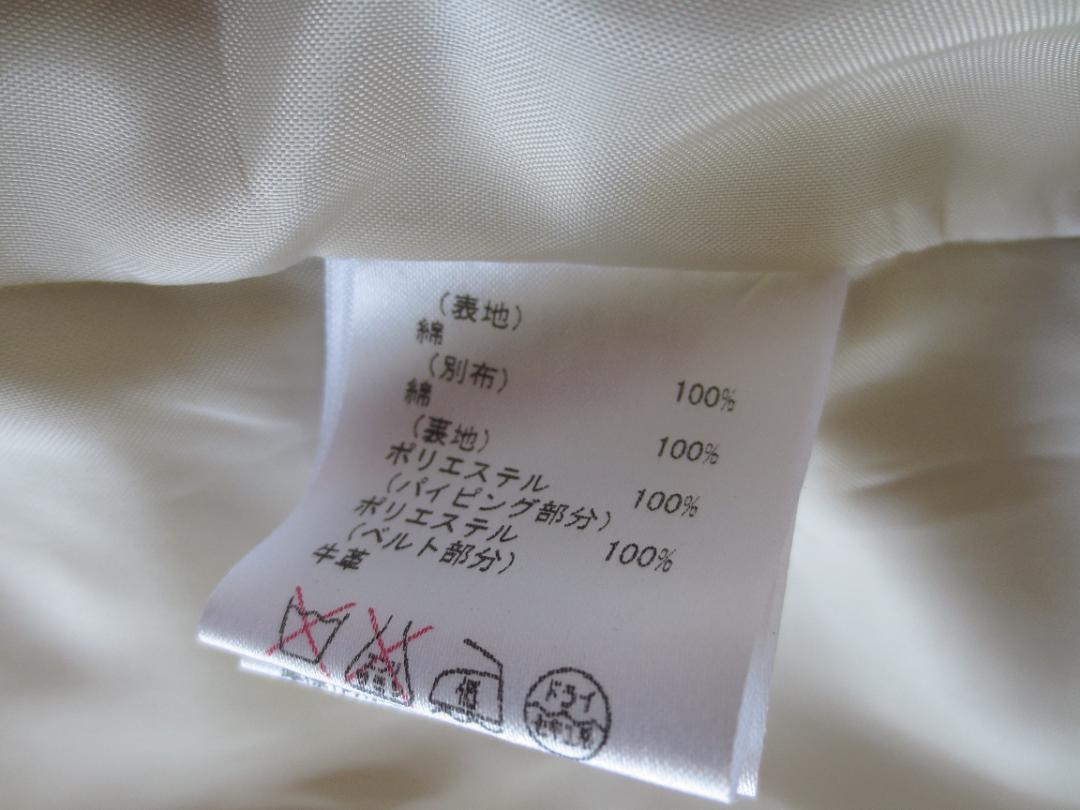 (表地)
綿 100%
(別布)
綿 100%
(裏地)
ポリエステル 100%
(パイピング部分)
ポリエステル 100%
(ベルト部分)
牛革
低
ドライ